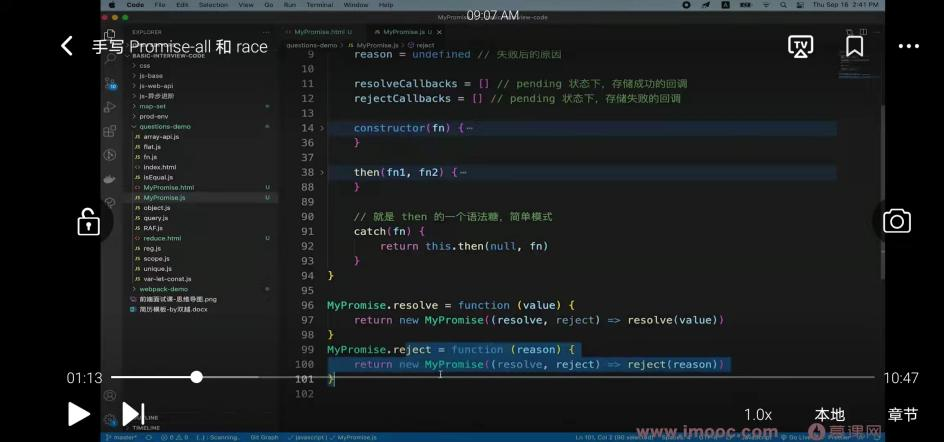 Code File Edit Selection View Go Run Terminal Window Help
Thu Sep 16 2:41 PM
09:07 AM
手写 Promise-all 和 race
EXPLORER
MyPromise.html U
MyPromise.js U
questions-demo > JS MyPromise.js > reject
BASIC-INTERVIEW-CODE
css
js-base
js-web-api
js-异步进阶
map-set
prod-env
questions-demo
array-api.js
flat.js
fn.js
index.html
isEqual.js
MyPromise.html U
MyPromise.js U
object.js
query.js
RAF.js
reduce.html U
reg.js
scope.js
unique.js
var-let-const.js
webpack-demo
前端面试课-思维导图.png
简历模板-by双越.docx
9 reason = undefined // 失败后的原因
10
11 resolveCallbacks = [] // pending 状态下，存储成功的回调
12 rejectCallbacks = [] // pending 状态下，存储失败的回调
13
14 constructor(fn) {…
36 }
37
38 then(fn1, fn2) {…
88 }
89
90 // 就是 then 的一个语法糖，简单模式
91 catch(fn) {
92 return this.then(null, fn)
93 }
94 }
95
96 MyPromise.resolve = function (value) {
97 return new MyPromise((resolve, reject) => resolve(value))
98 }
99 MyPromise.reject = function (reason) {
100 return new MyPromise((resolve, reject) => reject(reason))
101 }
102
01:13
10:47
1.0x
本地
章节
TIMELINE
master*
Git Graph
javascript
MyPromise.js
www.imooc.com
慕课网